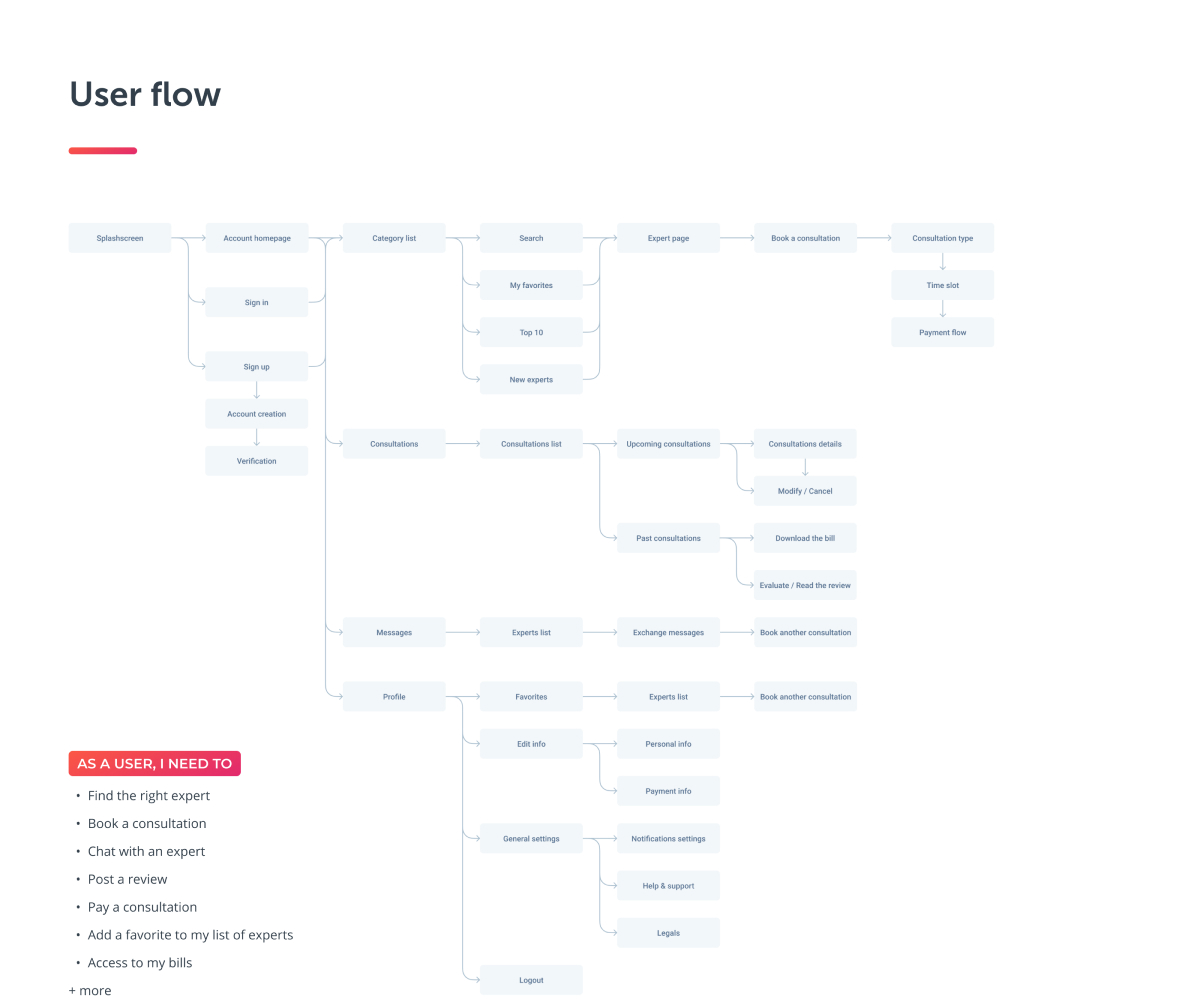 User flow
Splashscreen
Account homepage
Category list
Search
Expert page
Book a consultation
Consultation type
My favorites
Time slot
Sign in
Top 10
Payment flow
Sign up
New experts
Account creation
Consultations
Consultations list
Upcoming consultations
Consultations details
Verification
Modify / Cancel
Past consultations
Download the bill
Evaluate / Read the review
Messages
Experts list
Exchange messages
Book another consultation
Profile
Favorites
Experts list
Book another consultation
Edit info
Personal info
Payment info
General settings
Notifications settings
Help & support
Legals
Logout
AS A USER, I NEED TO
• Find the right expert
• Book a consultation
• Chat with an expert
• Post a review
• Pay a consultation
• Add a favorite to my list of experts
• Access to my bills
+ more